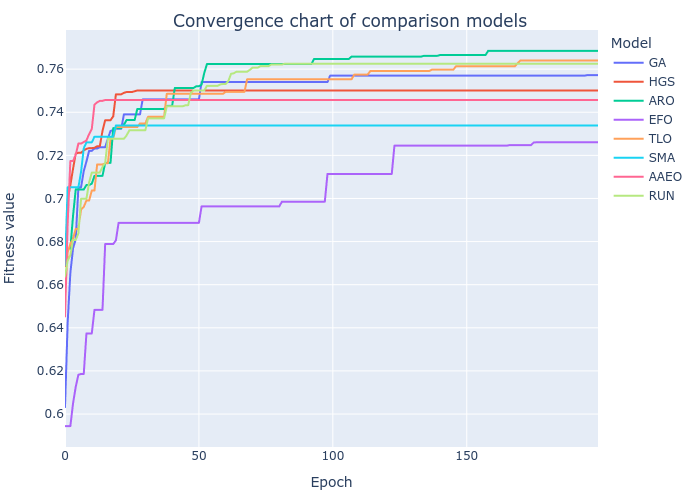 Convergence chart of comparison models
Model
GA
HGS
ARO
EFO
TLO
SMA
AAEO
RUN
Fitness value
0.76
0.74
0.72
0.7
0.68
0.66
0.64
0.62
0.6
0
50
100
150
Epoch